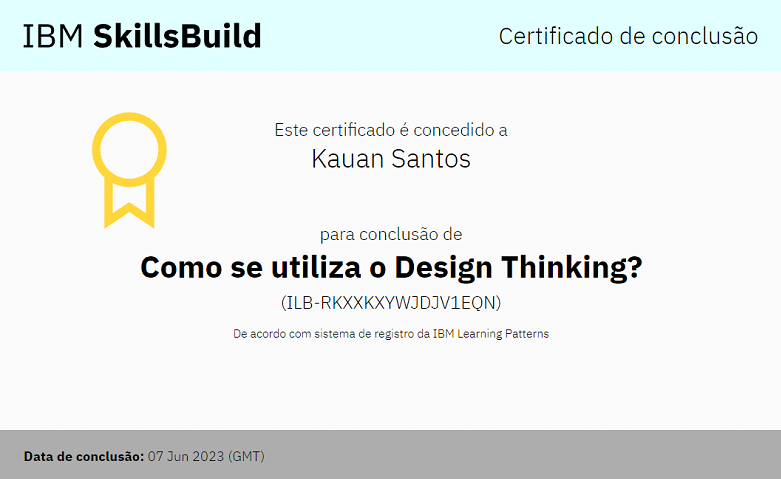 IBM SkillsBuild
Certificado de conclusão
Este certificado é concedido a
Kauan Santos
para conclusão de
Como se utiliza o Design Thinking?
(ILB-RKXXKXYWJDJV1EQN)
De acordo com sistema de registro da IBM Learning Patterns
Data de conclusão: 07 Jun 2023 (GMT)